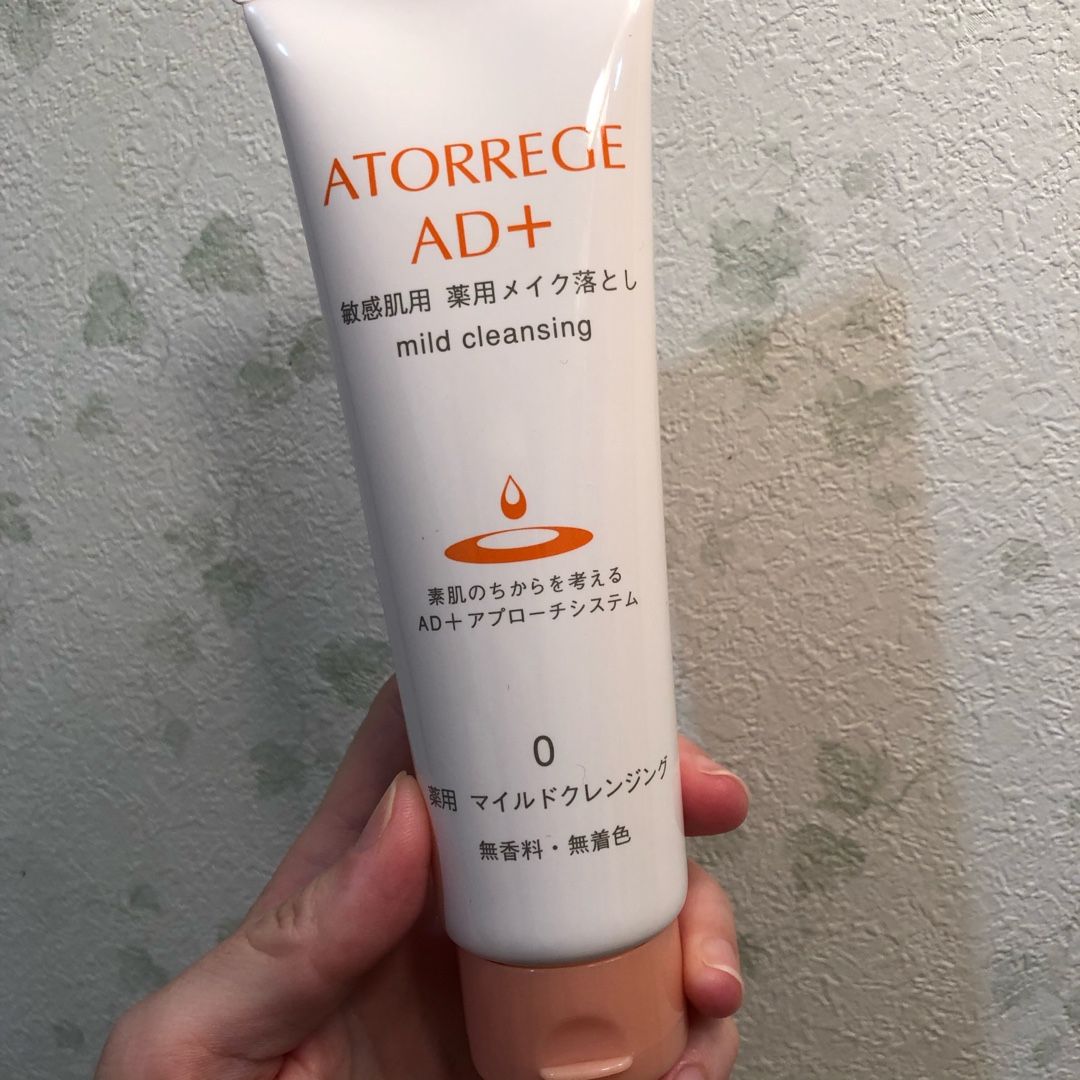 ATORREGE
AD+
敏感肌用 薬用メイク落とし
mild cleansing
素肌のちからを考える
AD+アプローチシステム
0
薬用 マイルドクレンジング
無香料・無着色